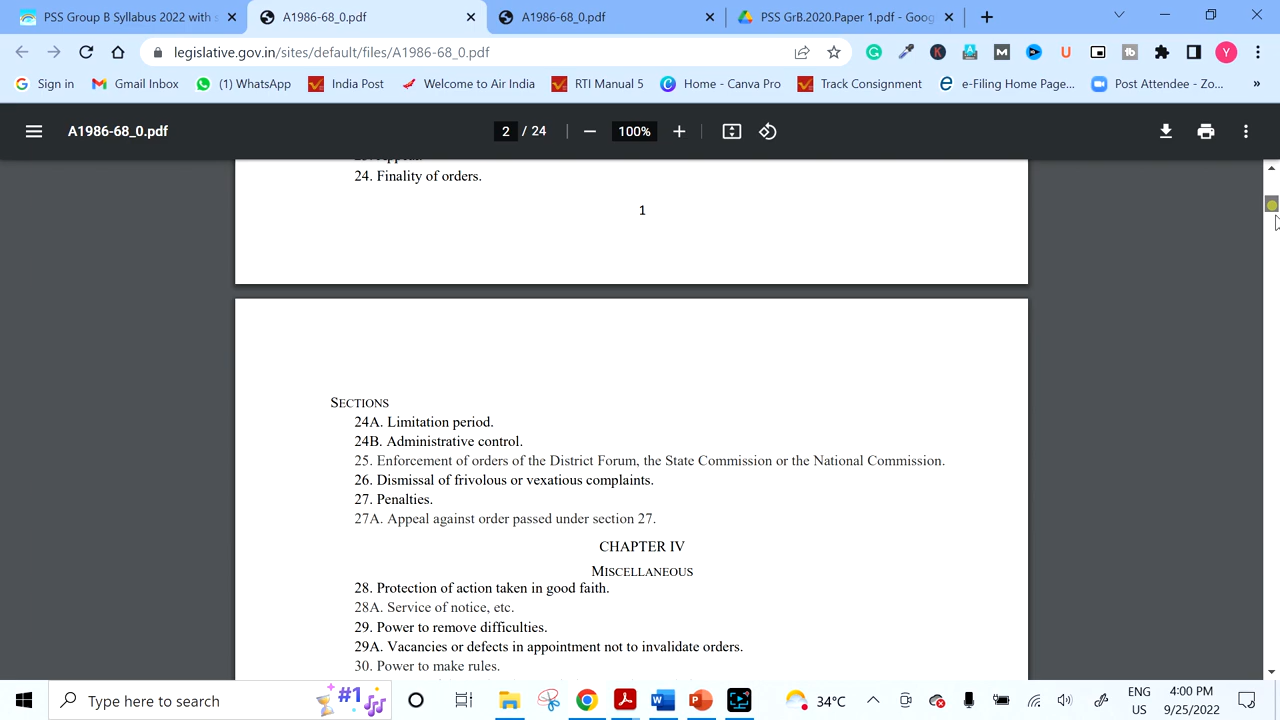 PSS Group B Syllabus 2022 with s
A1986-68_0.pdf
A1986-68_0.pdf
PSS GrB.2020.Paper 1.pdf - Goog
legislative.gov.in/sites/default/files/A1986-68_0.pdf
Sign in
Gmail Inbox
(1) WhatsApp
India Post
Welcome to Air India
RTI Manual 5
Home - Canva Pro
Track Consignment
e-Filing Home Page...
Post Attendee - Zo...
»
A1986-68_0.pdf
2 / 24
100%
24. Finality of orders.
1
SECTIONS
24A. Limitation period.
24B. Administrative control.
25. Enforcement of orders of the District Forum, the State Commission or the National Commission.
26. Dismissal of frivolous or vexatious complaints.
27. Penalties.
27A. Appeal against order passed under section 27.
CHAPTER IV
MISCELLANEOUS
28. Protection of action taken in good faith.
28A. Service of notice, etc.
29. Power to remove difficulties.
29A. Vacancies or defects in appointment not to invalidate orders.
30. Power to make rules.
Type here to search
#1
34°C
ENG
US
4:00 PM
9/25/2022